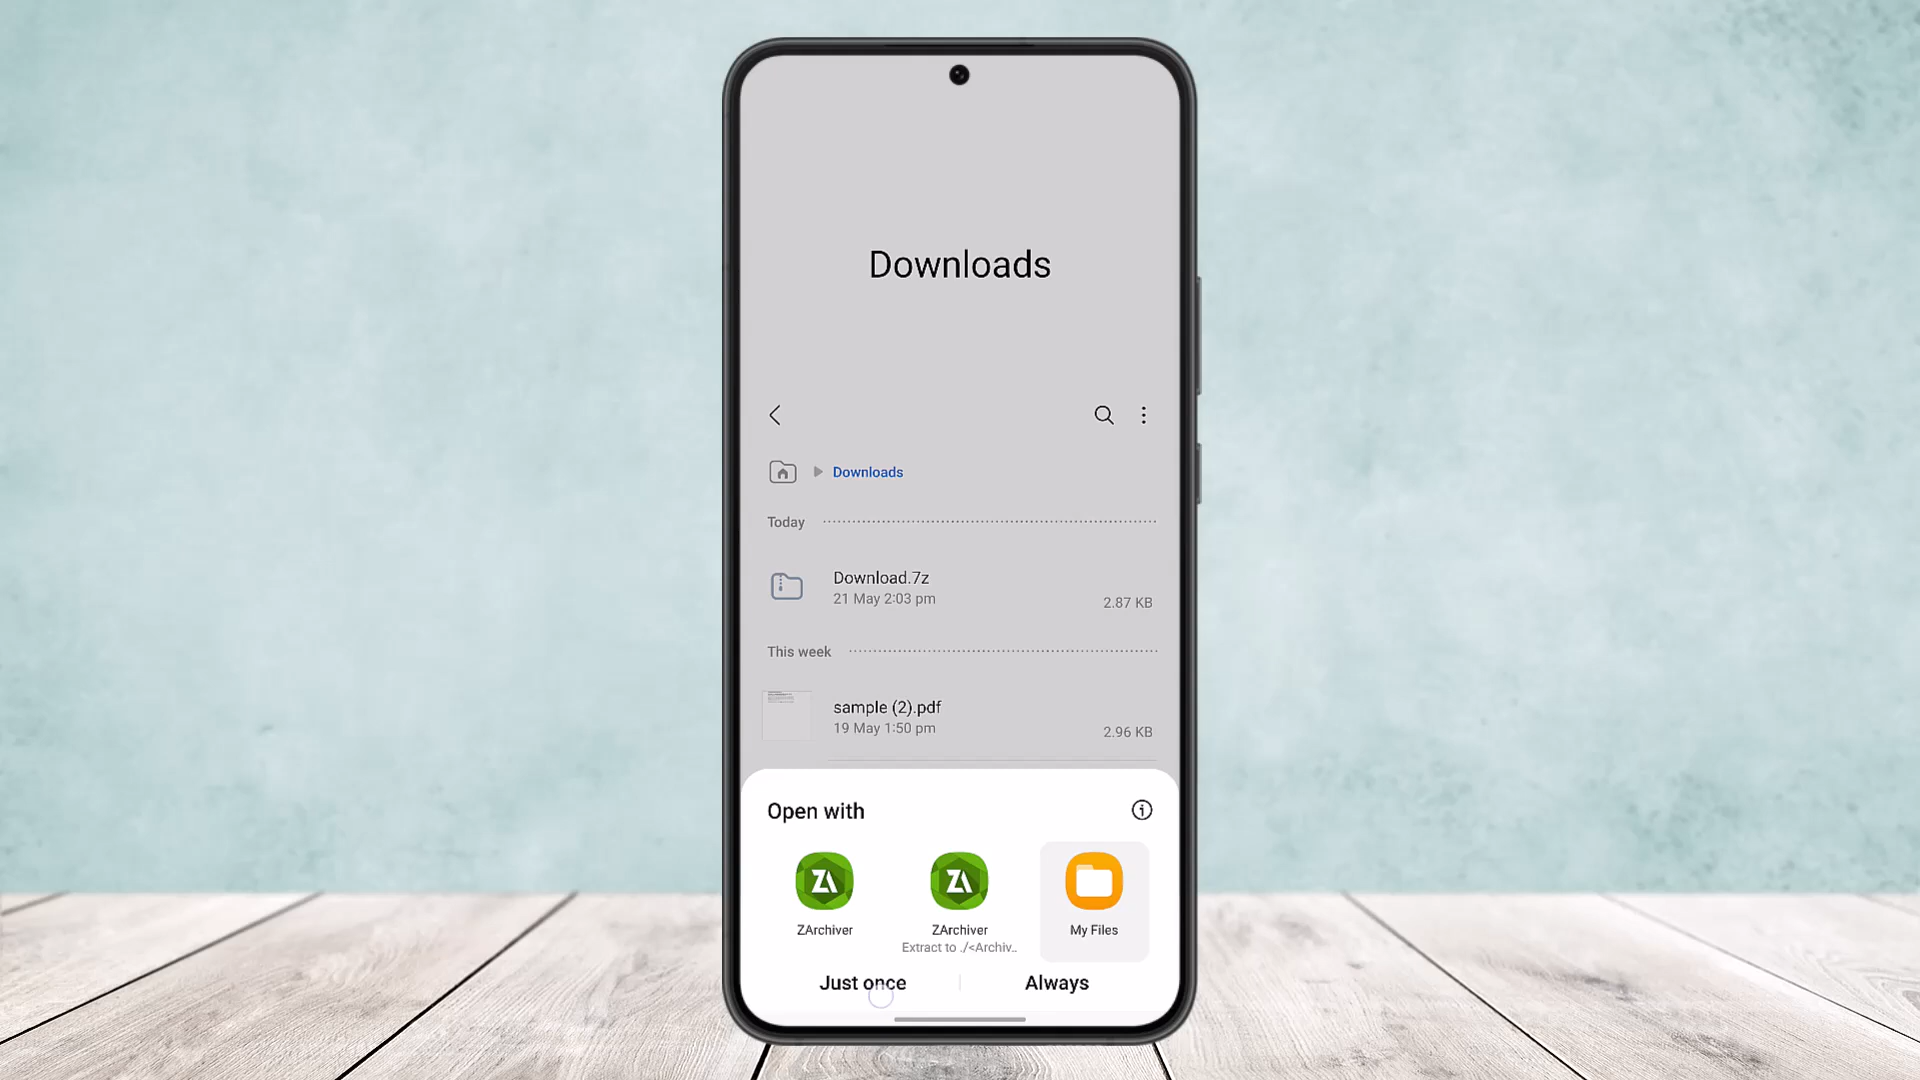 Downloads
Downloads
Today
Download.7z
21 May 2:03 pm
2.87 KB
This week
sample (2).pdf
19 May 1:50 pm
2.96 KB
Open with
ZArchiver
ZArchiver
Extract to ./<Archiv..
My Files
Just once
Always